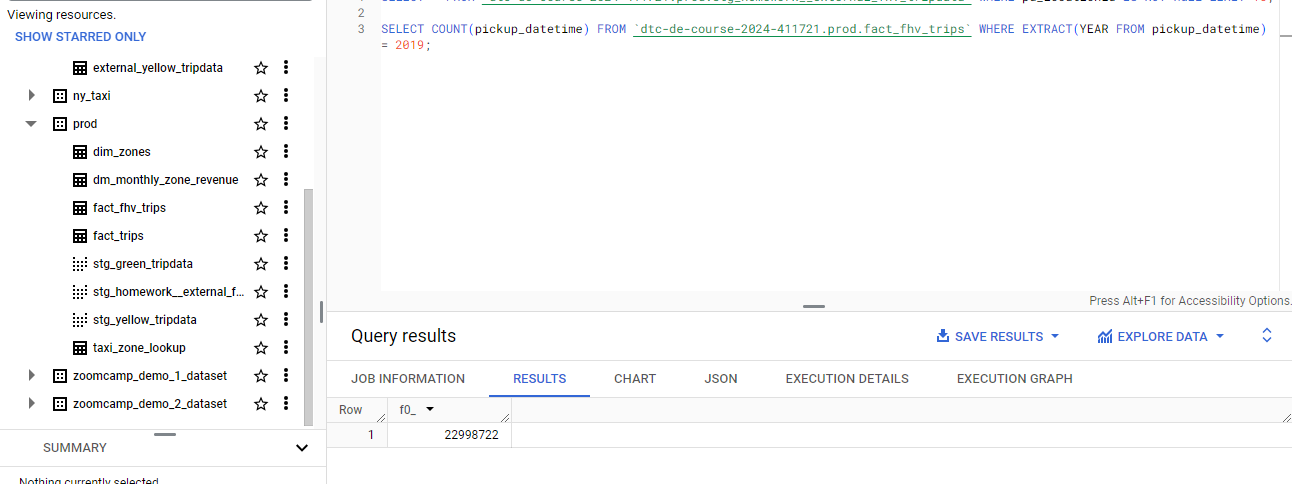 Viewing resources.
SHOW STARRED ONLY
external_yellow_tripdata
ny_taxi
prod
dim_zones
dm_monthly_zone_revenue
fact_fhv_trips
fact_trips
stg_green_tripdata
stg_homework__external_f...
stg_yellow_tripdata
taxi_zone_lookup
zoomcamp_demo_1_dataset
zoomcamp_demo_2_dataset
SUMMARY
Nothing currently selected
2
3 SELECT COUNT(pickup_datetime) FROM `dtc-de-course-2024-411721.prod.fact_fhv_trips` WHERE EXTRACT(YEAR FROM pickup_datetime)
= 2019;
Press Alt+F1 for Accessibility Options.
Query results
SAVE RESULTS
EXPLORE DATA
JOB INFORMATION RESULTS CHART JSON EXECUTION DETAILS EXECUTION GRAPH
Row f0_
1 22998722